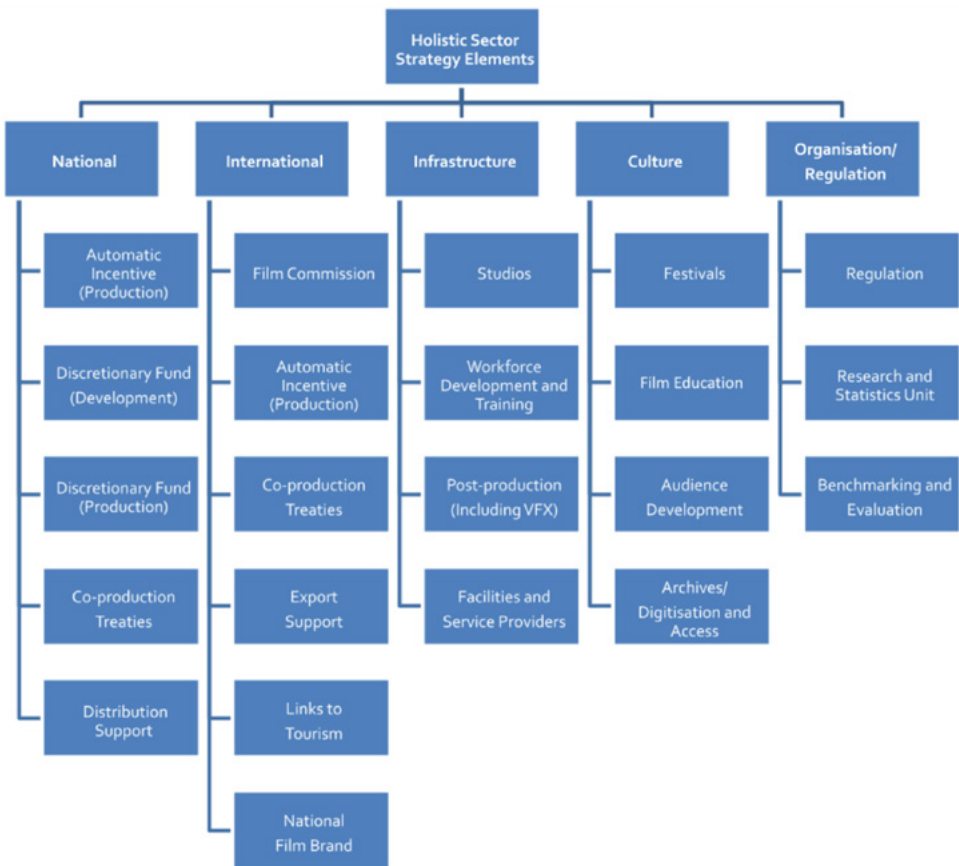 Holistic Sector
Strategy Elements
National
International
Infrastructure
Culture
Organisation/
Regulation
Automatic
Incentive
(Production)
Discretionary Fund
(Development)
Discretionary Fund
(Production)
Co-production
Treaties
Distribution
Support
Film Commission
Automatic
Incentive
(Production)
Co-production
Treaties
Export
Support
Links to
Tourism
National
Film Brand
Studios
Workforce
Development and
Training
Post-production
(Including VFX)
Facilities and
Service Providers
Festivals
Film Education
Audience
Development
Archives/
Digitisation and
Access
Regulation
Research and
Statistics Unit
Benchmarking and
Evaluation